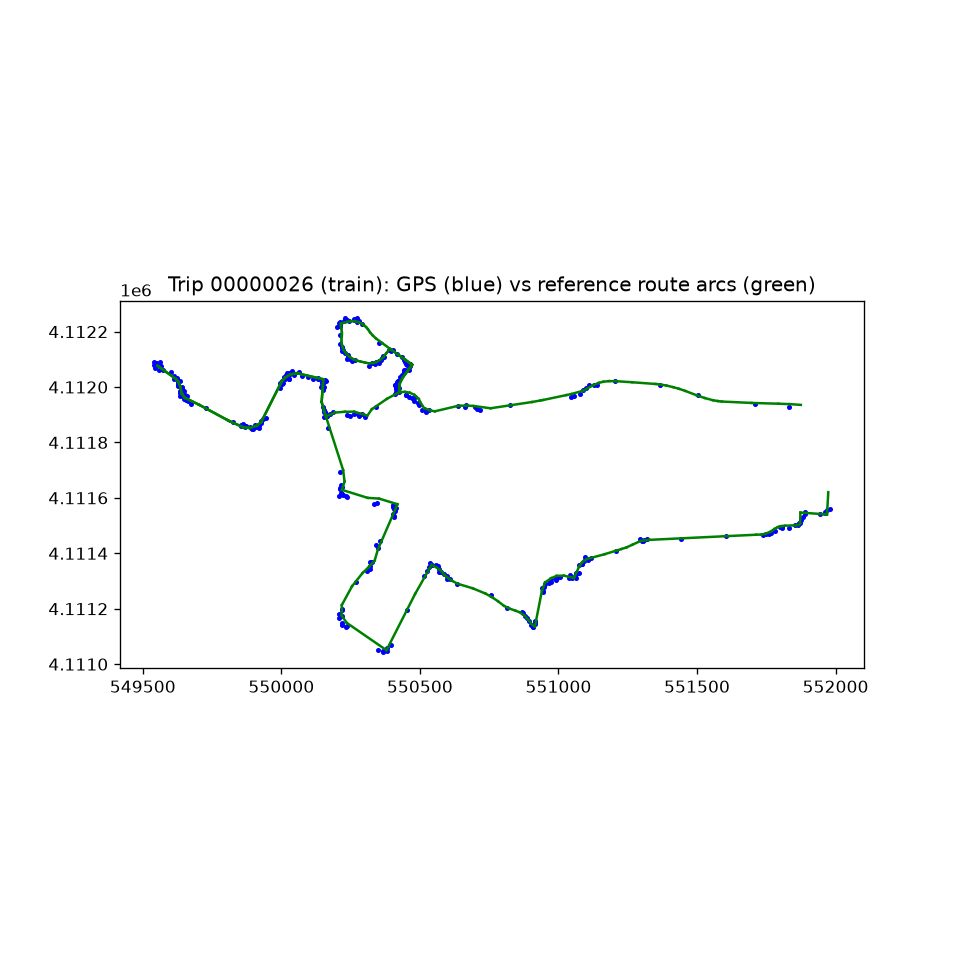 Trip 00000026 (train): GPS (blue) vs reference route arcs (green)
1e6
4.1122
4.1120
4.1118
4.1116
4.1114
4.1112
4.1110
549500 550000 550500 551000 551500 552000